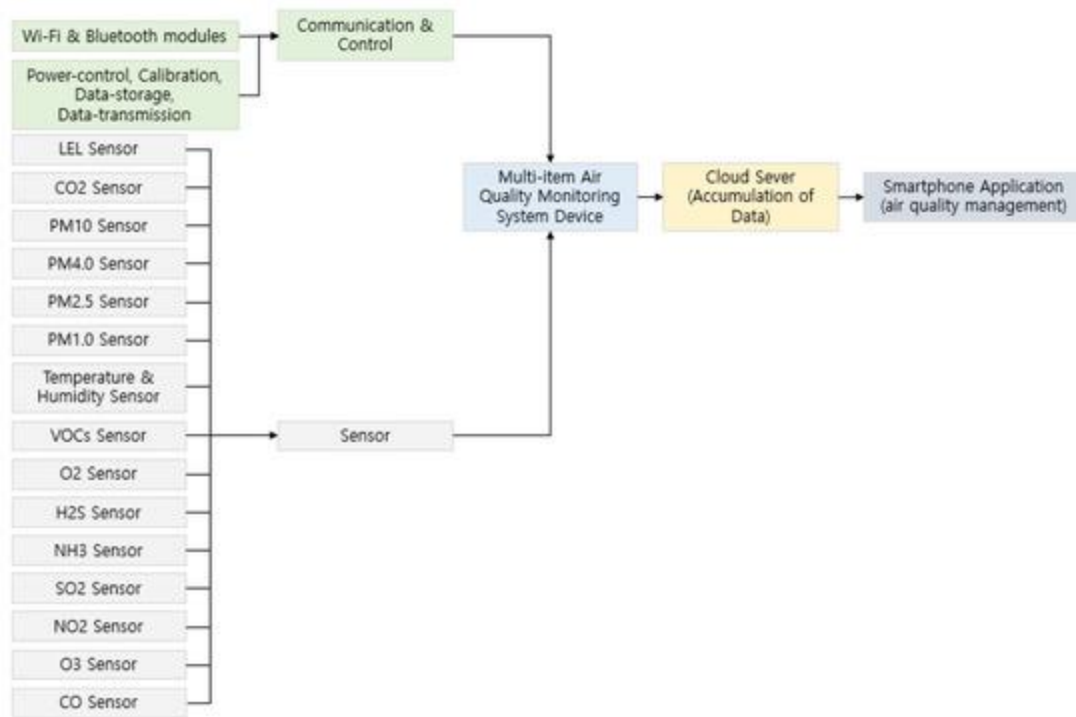 Wi-Fi & Bluetooth modules
Power-control, Calibration,
Data-storage,
Data-transmission
Communication &
Control
LEL Sensor
CO2 Sensor
PM10 Sensor
PM4.0 Sensor
PM2.5 Sensor
PM1.0 Sensor
Temperature &
Humidity Sensor
VOCs Sensor
O2 Sensor
H2S Sensor
NH3 Sensor
SO2 Sensor
NO2 Sensor
O3 Sensor
CO Sensor
Sensor
Multi-item Air
Quality Monitoring
System Device
Cloud Sever
(Accumulation of
Data)
Smartphone Application
(air quality management)